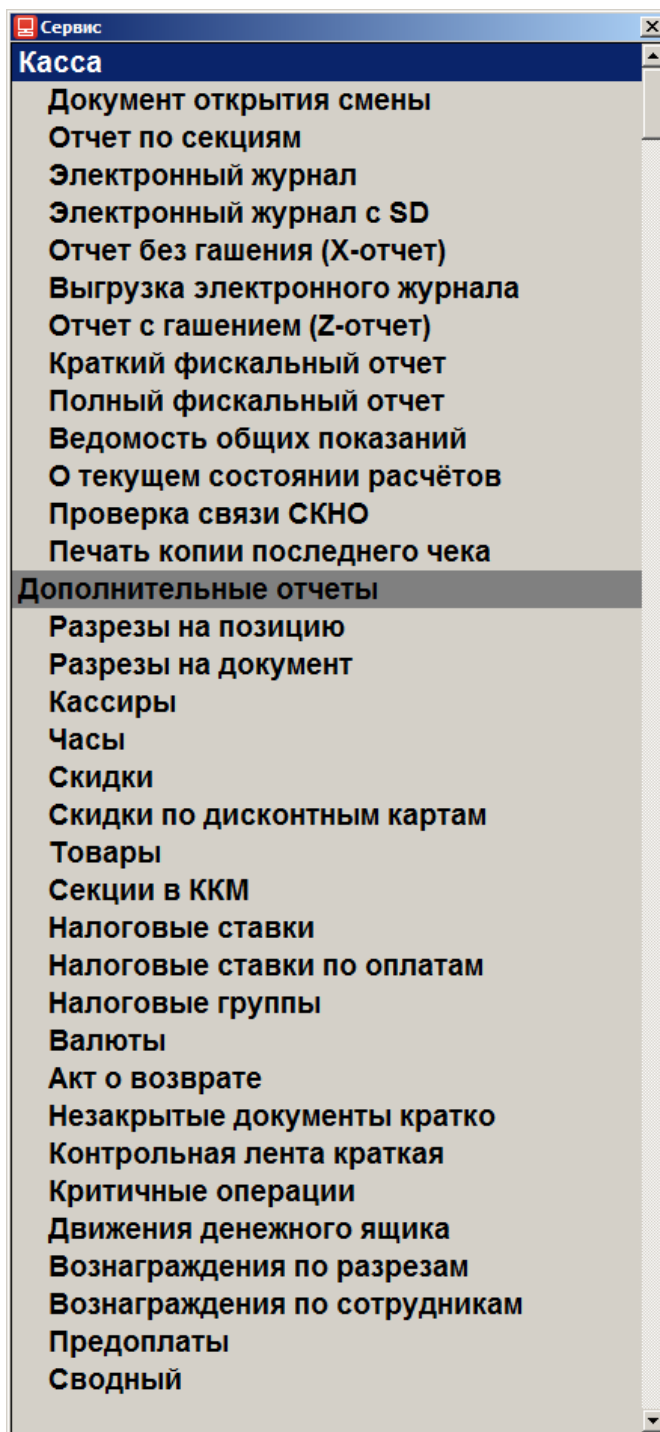 Сервис
Касса
Документ открытия смены
Отчет по секциям
Электронный журнал
Электронный журнал с SD
Отчет без гашения (X-отчет)
Выгрузка электронного журнала
Отчет с гашением (Z-отчет)
Краткий фискальный отчет
Полный фискальный отчет
Ведомость общих показаний
О текущем состоянии расчётов
Проверка связи СКНО
Печать копии последнего чека
Дополнительные отчеты
Разрезы на позицию
Разрезы на документ
Кассиры
Часы
Скидки
Скидки по дисконтным картам
Товары
Секции в ККМ
Налоговые ставки
Налоговые ставки по оплатам
Налоговые группы
Валюты
Акт о возврате
Незакрытые документы кратко
Контрольная лента краткая
Критичные операции
Движения денежного ящика
Вознаграждения по разрезам
Вознаграждения по сотрудникам
Предоплаты
Сводный